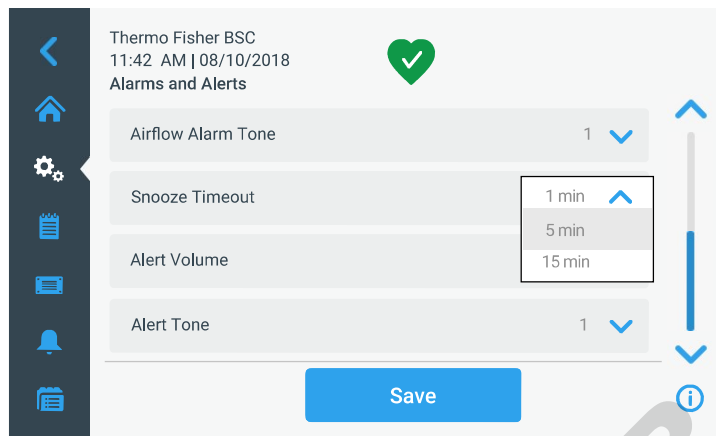 Thermo Fisher BSC
11:42 AM | 08/10/2018
Alarms and Alerts
Airflow Alarm Tone 1
Snooze Timeout 1 min
5 min
Alert Volume 15 min
Alert Tone 1
Save